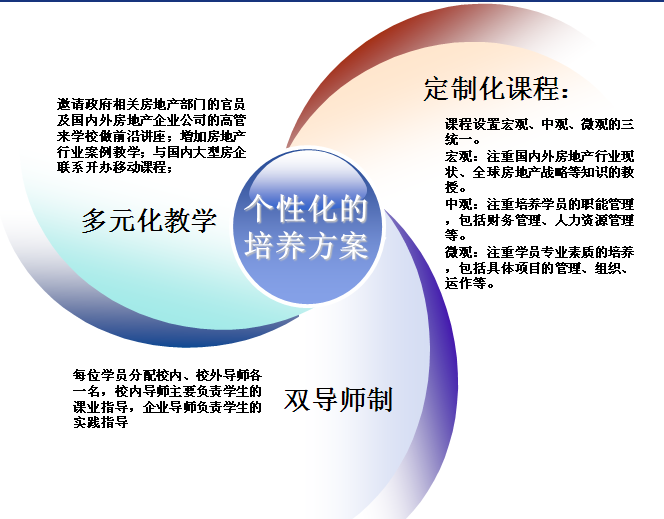 定制化课程：
课程设置宏观、中观、微观的三
统一。
宏观：注重国内外房地产行业现
状、全球房地产战略等知识的教
授。
中观：注重培养学员的职能管理
，包括财务管理、人力资源管理
等。
微观：注重学员专业素质的培养
，包括具体项目的管理、组织、
运作等。
邀请政府相关房地产部门的官员
及国内外房地产企业公司的高管
来学校做前沿讲座；增加房地产
行业案例教学；与国内大型房企
联系开办移动课程；
多元化教学
个性化的
培养方案
每位学员分配校内、校外导师各
一名，校内导师主要负责学生的
课业指导，企业导师负责学生的
实践指导
双导师制